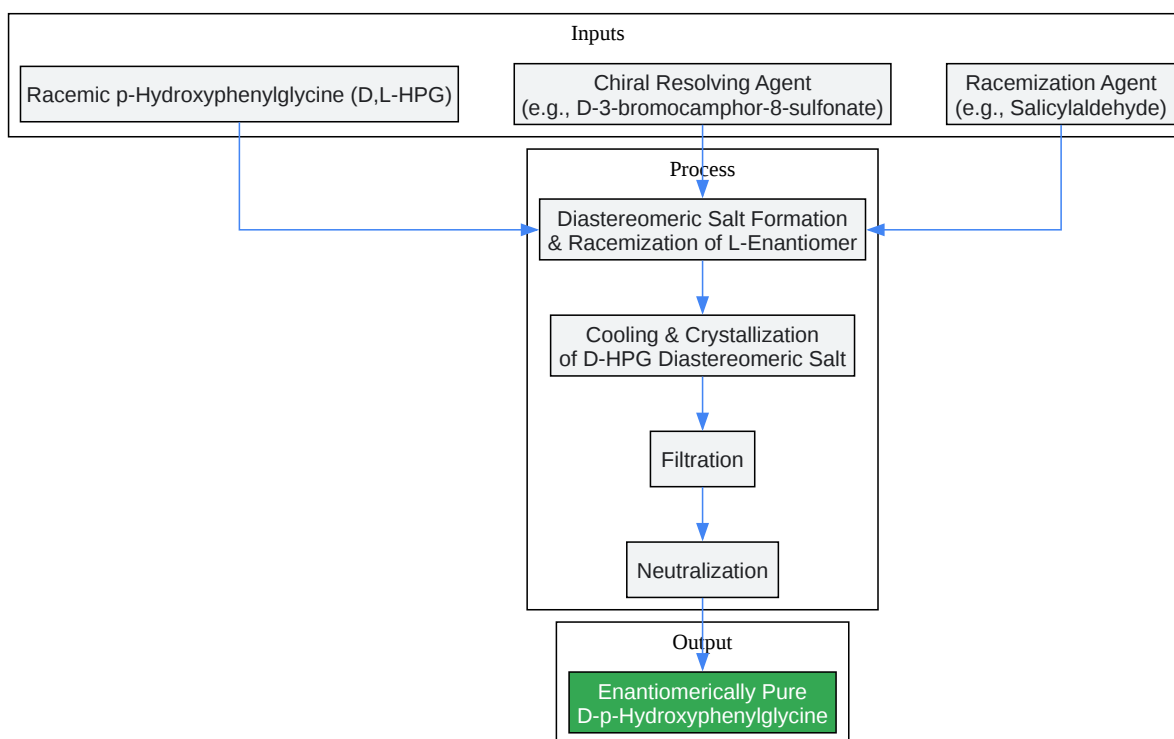 Inputs
Racemic p-Hydroxyphenylglycine (D,L-HPG)
Chiral Resolving Agent
(e.g., D-3-bromocamphor-8-sulfonate)
Racemization Agent
(e.g., Salicylaldehyde)
Process
Diastereomeric Salt Formation
& Racemization of L-Enantiomer
Cooling & Crystallization
of D-HPG Diastereomeric Salt
Filtration
Neutralization
Output
Enantiomerically Pure
D-p-Hydroxyphenylglycine